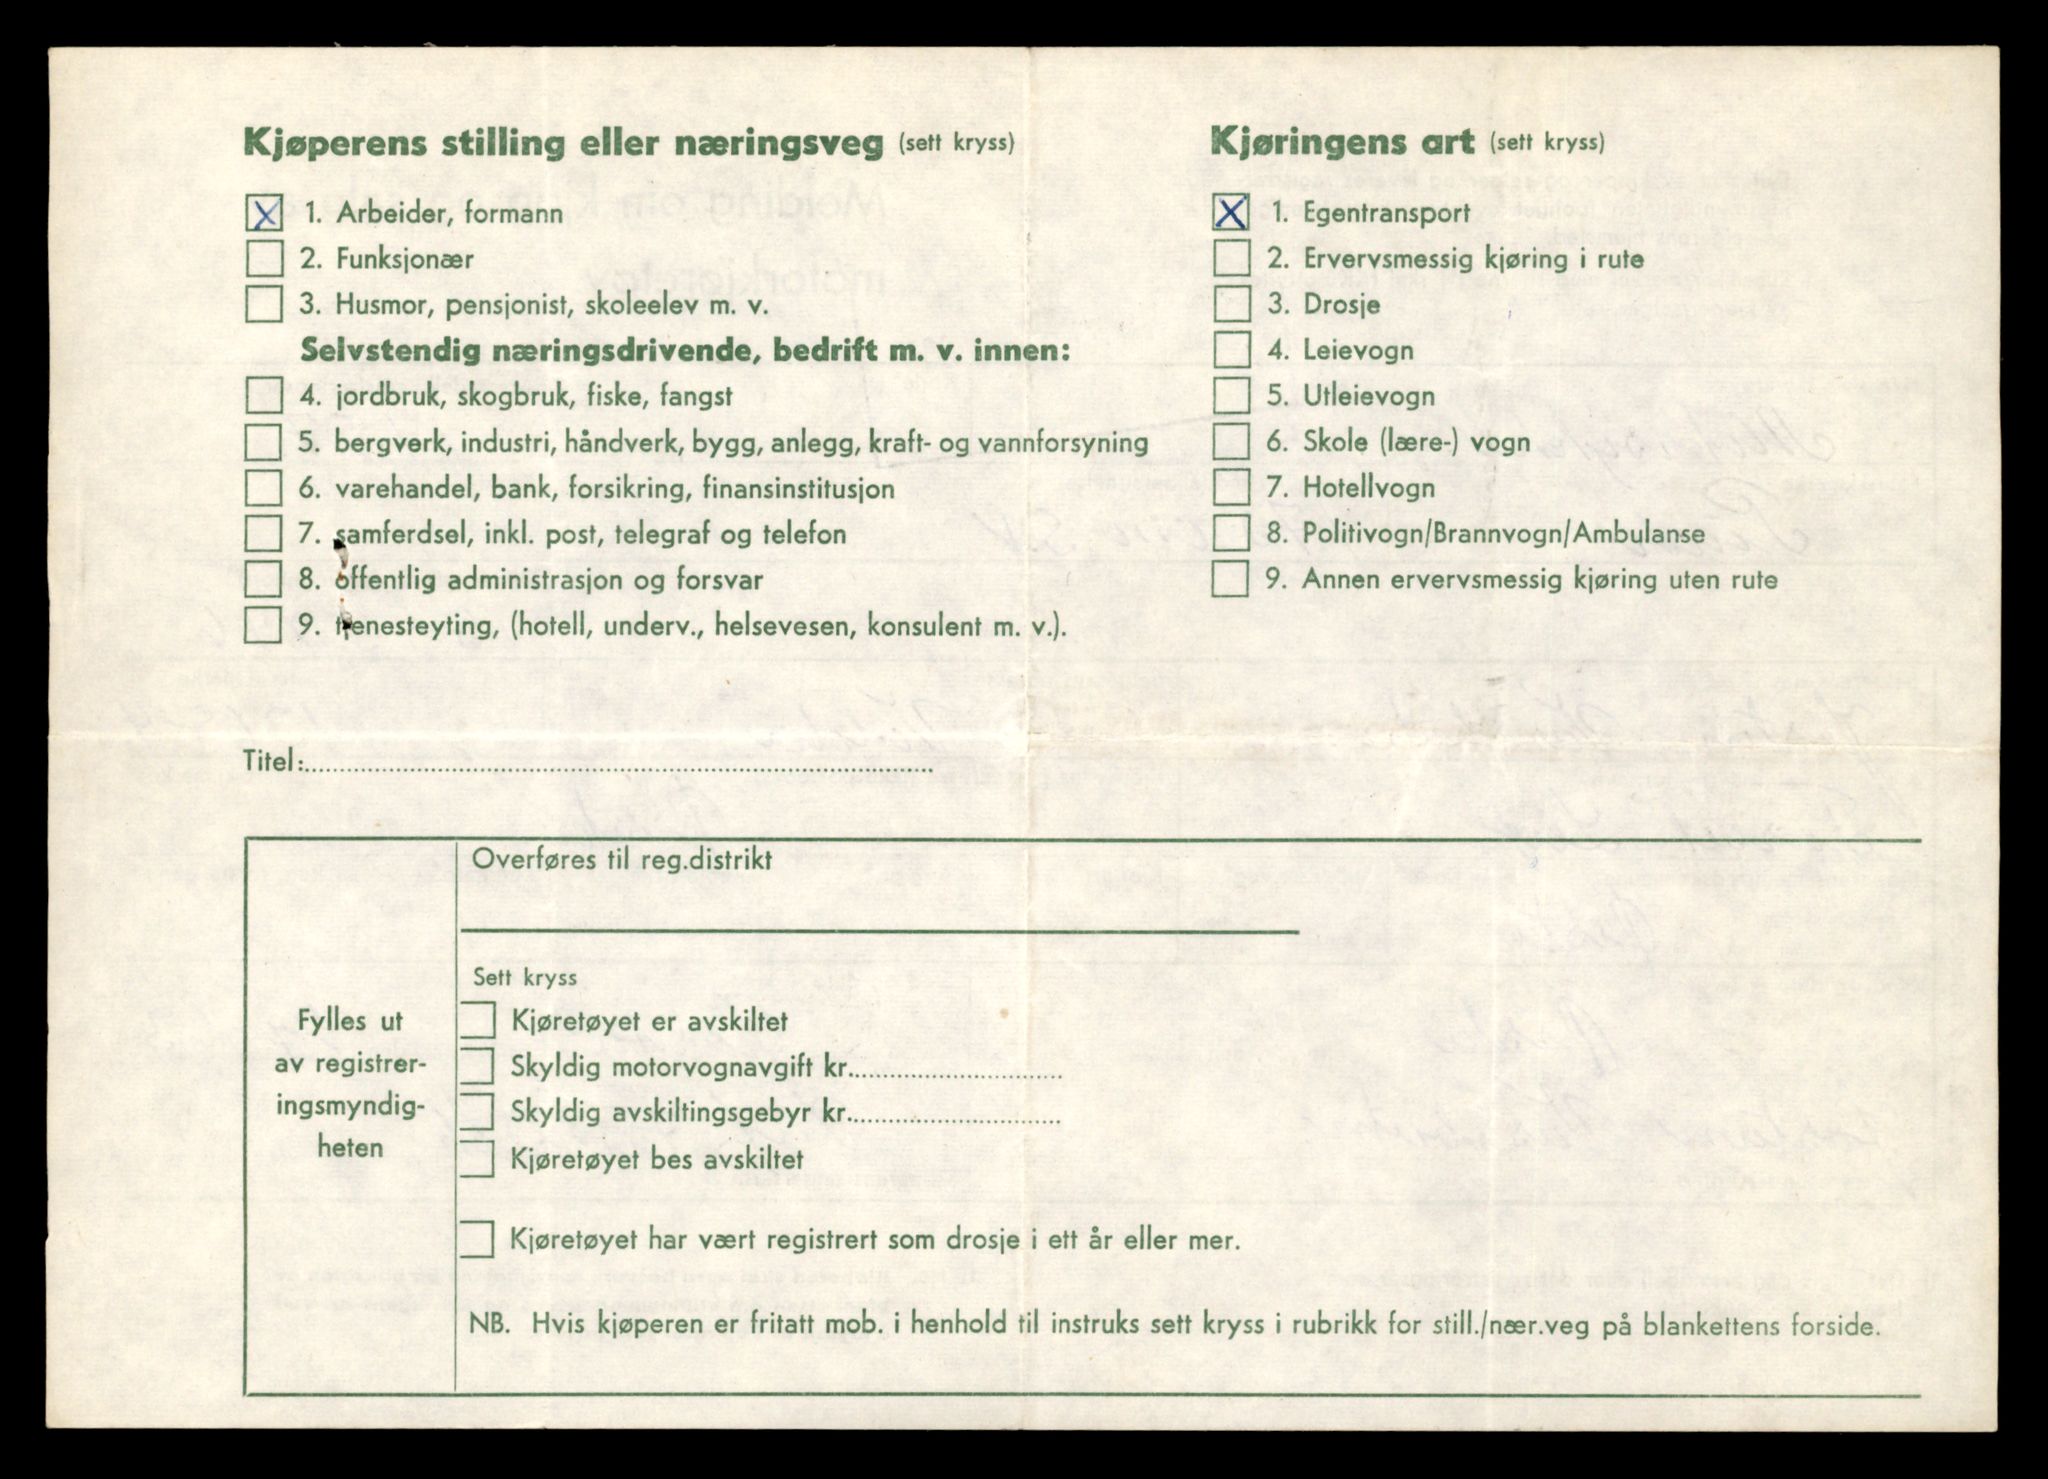 Kjøperens stilling eller næringsveg (sett kryss)
X 1. Arbeider, formann
2. Funksjonær
3. Husmor, pensjonist, skoleelev m. v.
Selvstendig næringsdrivende, bedrift m. v. innen:
4. jordbruk, skogbruk, fiske, fangst
5. bergverk, industri, håndverk, bygg, anlegg, kraft- og vannforsyning
6. varehandel, bank, forsikring, finansinstitusjon
7. samferdsel, inkl. post, telegraf og telefon
8. offentlig administrasjon og forsvar
9. tjenesteyting, (hotell, underv., helsevesen, konsulent m. v.).
Kjøringens art (sett kryss)
X 1. Egentransport
2. Ervervsmessig kjøring i rute
3. Drosje
4. Leievogn
5. Utleievogn
6. Skole (lære-) vogn
7. Hotellvogn
8. Politivogn/Brannvogn/Ambulanse
9. Annen ervervsmessig kjøring uten rute
Titel:
Fylles ut
av registrer-
ingsmyndig-
heten
Overføres til reg.distrikt
Sett kryss
Kjøretøyet er avskiltet
Skyldig motorvognavgift kr.
Skyldig avskiltingsgebyr kr.
Kjøretøyet bes avskiltet
Kjøretøyet har vært registrert som drosje i ett år eller mer.
NB. Hvis kjøperen er fritatt mob. i henhold til instruks sett kryss i rubrikk for still./nær.veg på blankettens forside.